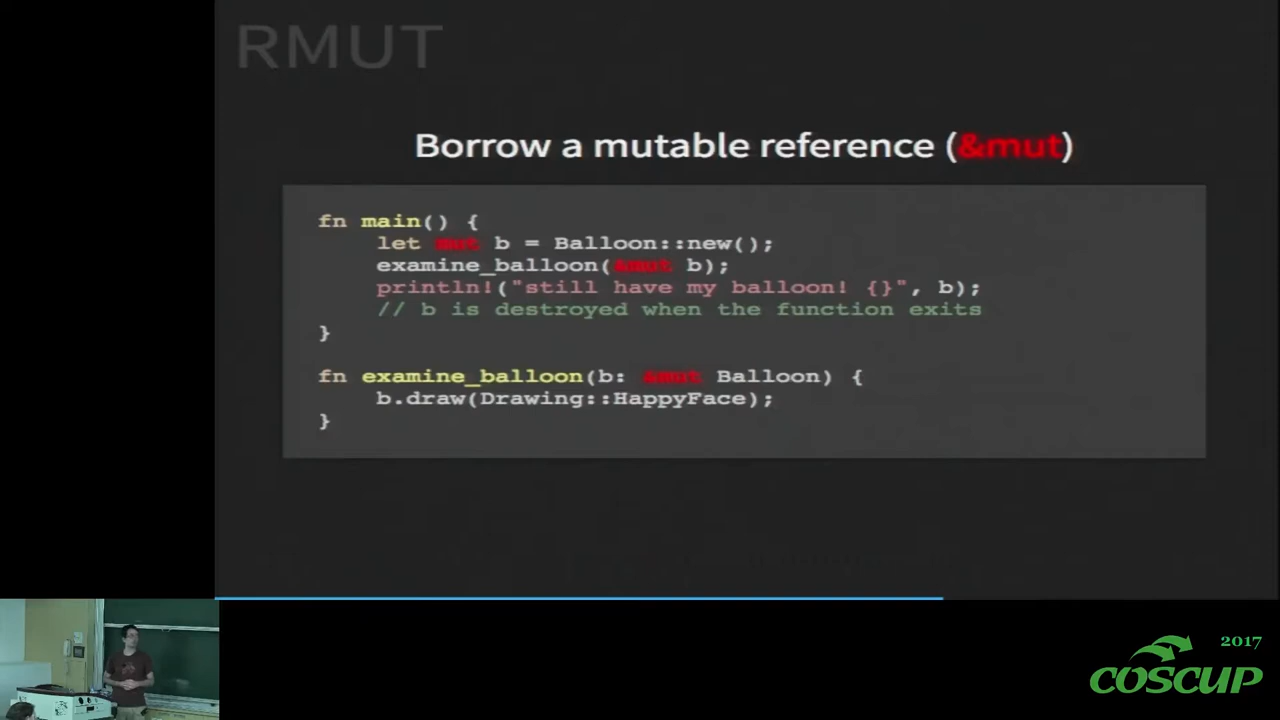 RMUT
Borrow a mutable reference (&mut)
fn main() {
let mut b = Balloon::new();
examine_balloon(&mut b);
println!("still have my balloon! {}", b);
// b is destroyed when the function exits
}
fn examine_balloon(b: &mut Balloon) {
b.draw(Drawing::HappyFace);
}
2017
COSCUP